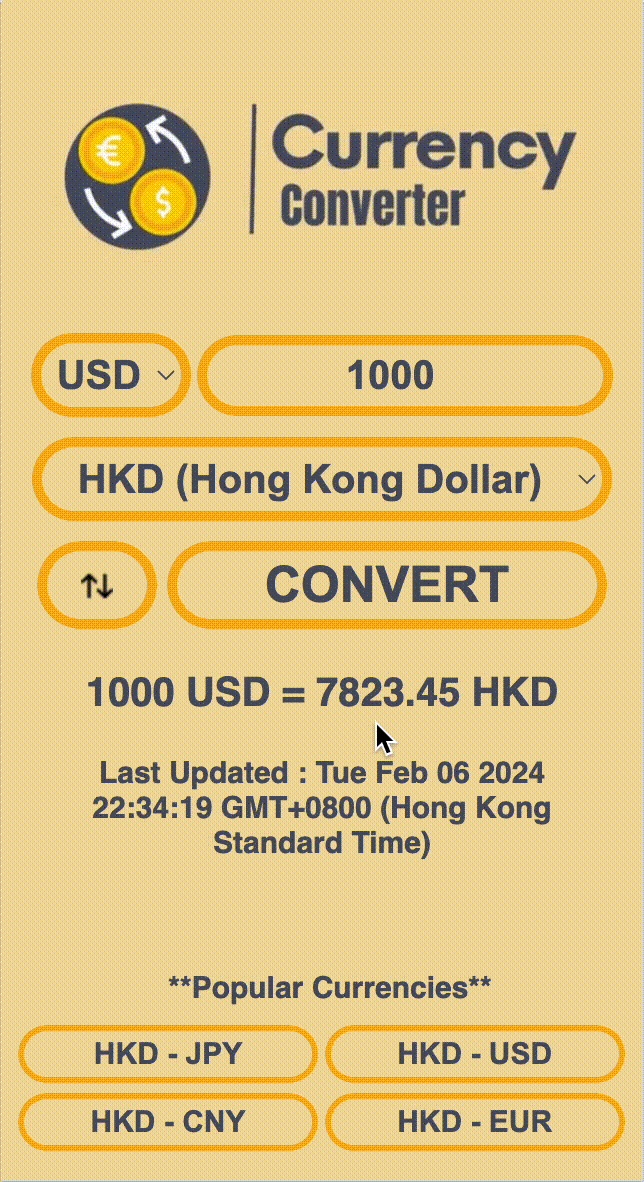 €
$
Currency
Converter
USD
1000
HKD (Hong Kong Dollar)
CONVERT
1000 USD = 7823.45 HKD
Last Updated : Tue Feb 06 2024
22:34:19 GMT+0800 (Hong Kong
Standard Time)
**Popular Currencies**
HKD - JPY
HKD - USD
HKD - CNY
HKD - EUR